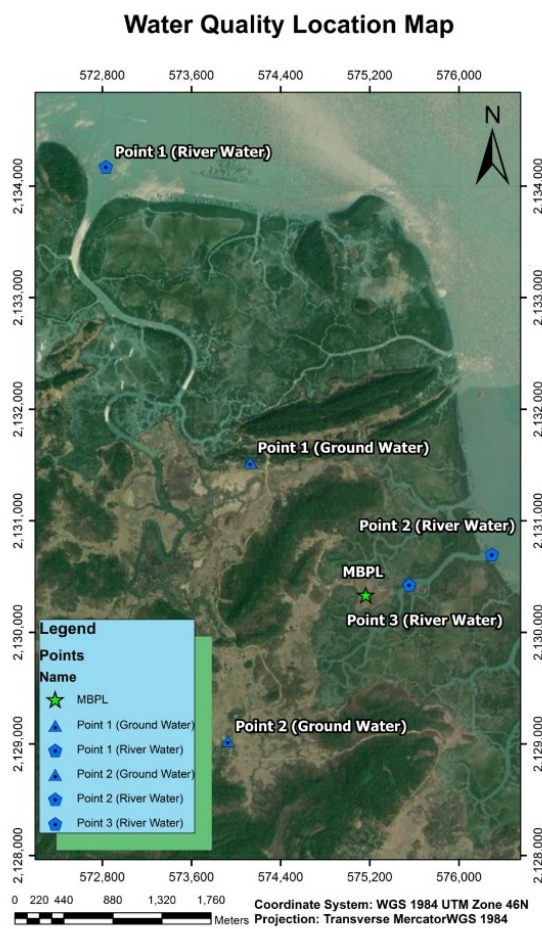 Water Quality Location Map
572,800 573,600 574,400 575,200 576,000
N
Point 1 (River Water)
2,134,000 2,134,000
2,133,000 2,133,000
2,132,000 2,132,000
Point 1 (Ground Water)
2,131,000 2,131,000
Point 2 (River Water)
MBPL
Point 3 (River Water)
2,130,000 2,130,000
Legend
Points
Name
MBPL
Point 1 (Ground Water)
Point 1 (River Water)
Point 2 (Ground Water)
Point 2 (River Water)
Point 3 (River Water)
Point 2 (Ground Water)
2,129,000 2,129,000
2,128,000 2,128,000
572,800 573,600 574,400 575,200 576,000
0 220 440 880 1,320 1,760
Meters
Coordinate System: WGS 1984 UTM Zone 46N
Projection: Transverse MercatorWGS 1984